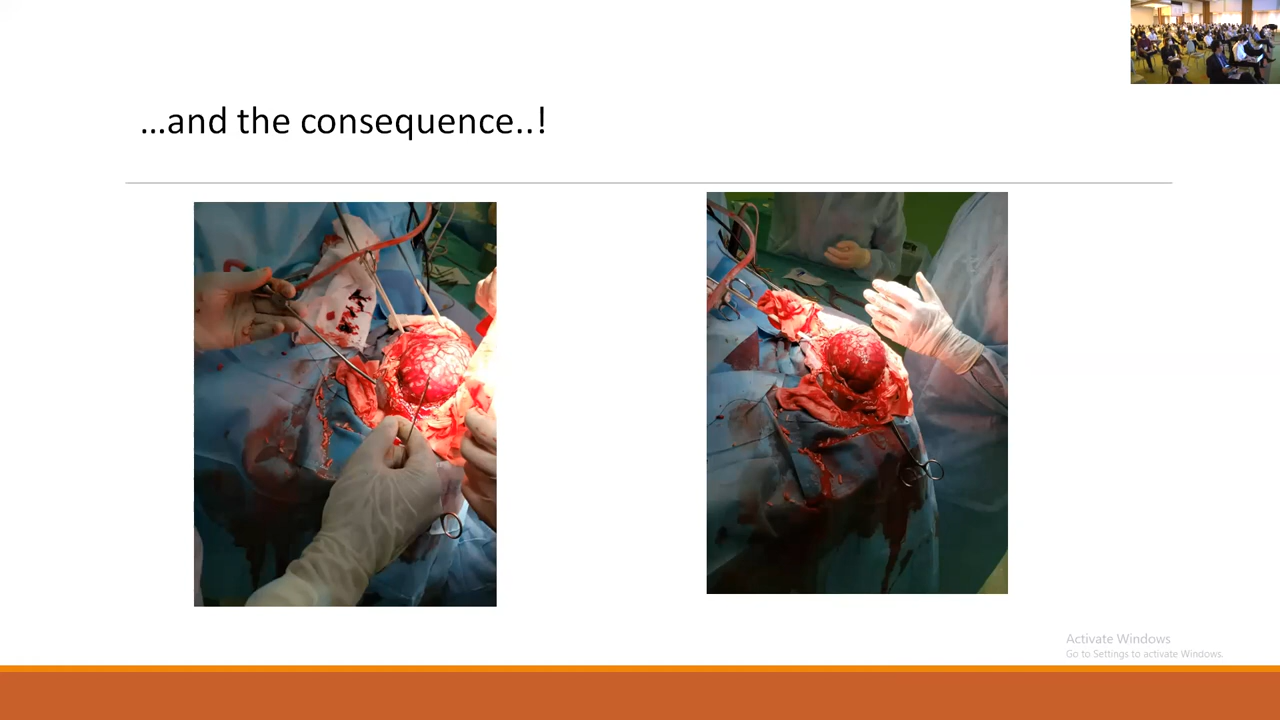 ...and the consequence..!
Activate Windows
Go to Settings to activate Windows.